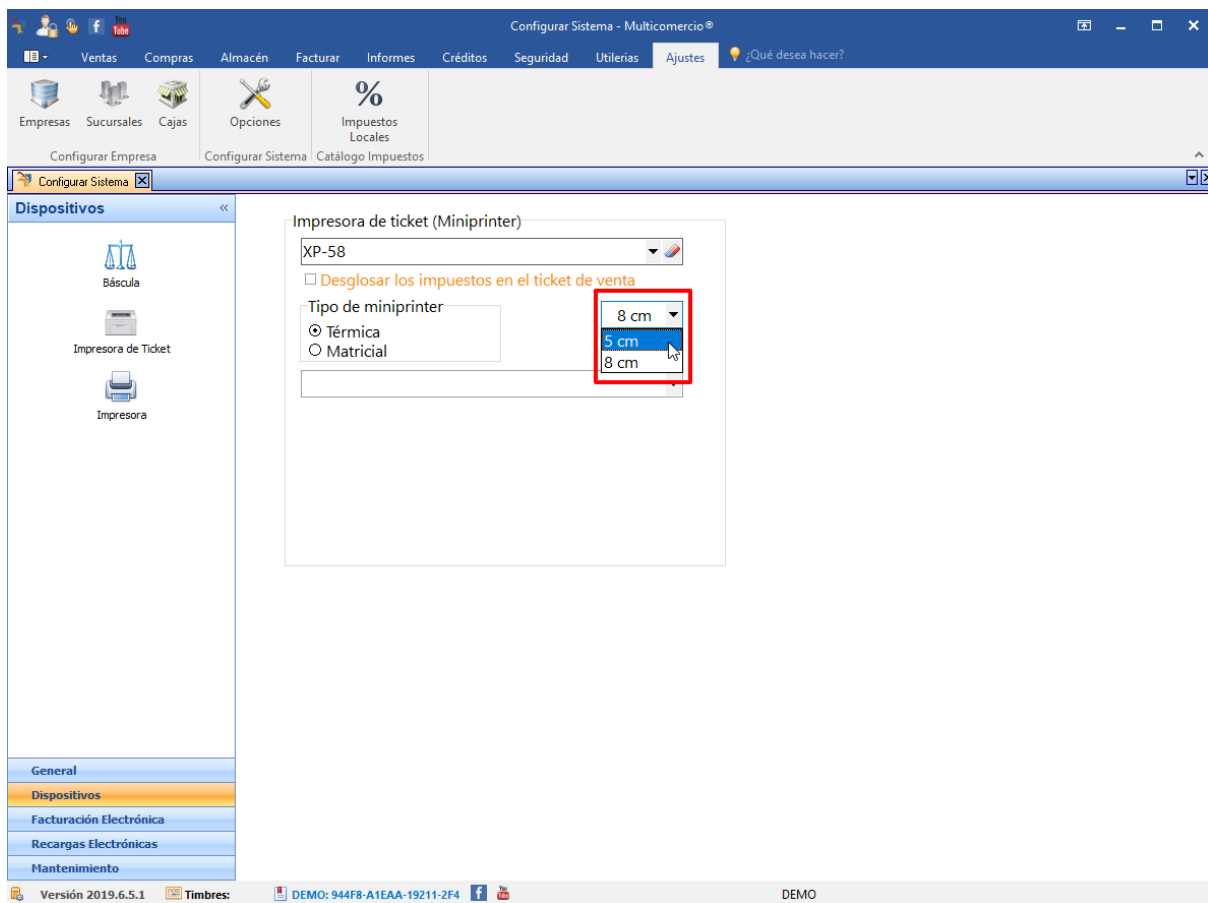 You Tube
Configurar Sistema - Multicomercio®
Ventas Compras Almacén Facturar Informes Créditos Seguridad Utilerias Ajustes ¿Qué desea hacer?
Empresas Sucursales Cajas Opciones % Impuestos
Locales
Configurar Empresa Configurar Sistema Catálogo Impuestos
Configurar Sistema
Dispositivos «
Báscula
Impresora de Ticket
Impresora
Impresora de ticket (Miniprinter)
XP-58
Desglosar los impuestos en el ticket de venta
Tipo de miniprinter
Térmica
Matricial
8 cm
5 cm
8 cm
General
Dispositivos
Facturación Electrónica
Recargas Electrónicas
Mantenimiento
Versión 2019.6.5.1 Timbres: DEMO: 944F8-A1EAA-19211-2F4 DEMO